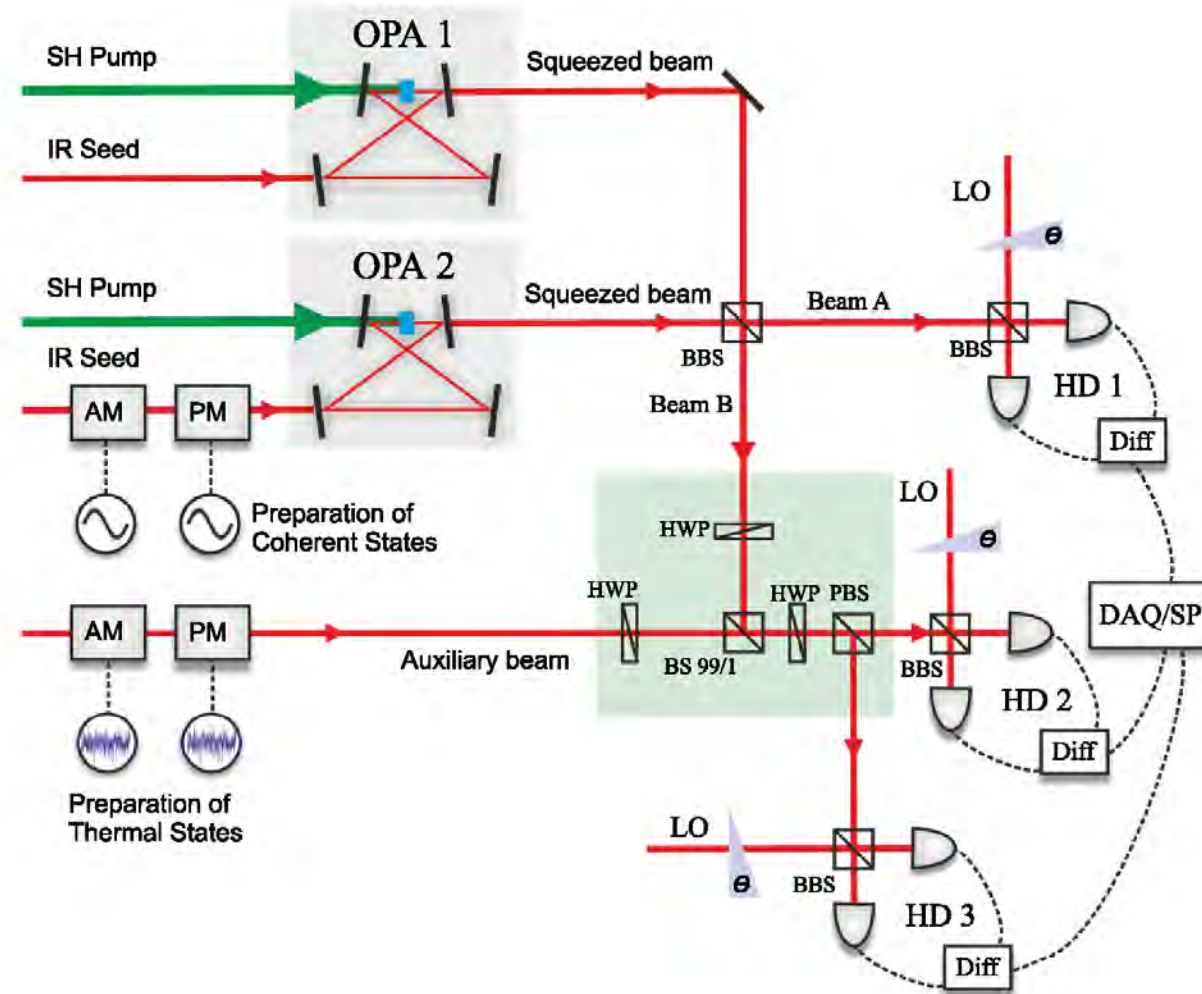 OPA 1
SH Pump
Squeezed beam
IR Seed
LO
θ
OPA 2
SH Pump
Squeezed beam
Beam A
BBS
BBS
IR Seed
HD 1
AM
PM
Beam B
Diff
LO
Preparation of
Coherent States
HWP
θ
HWP
HWP
PBS
DAQ/SP
AM
PM
Auxiliary beam
BS 99/1
BBS
HD 2
Diff
Preparation of
Thermal States
LO
θ
BBS
HD 3
Diff